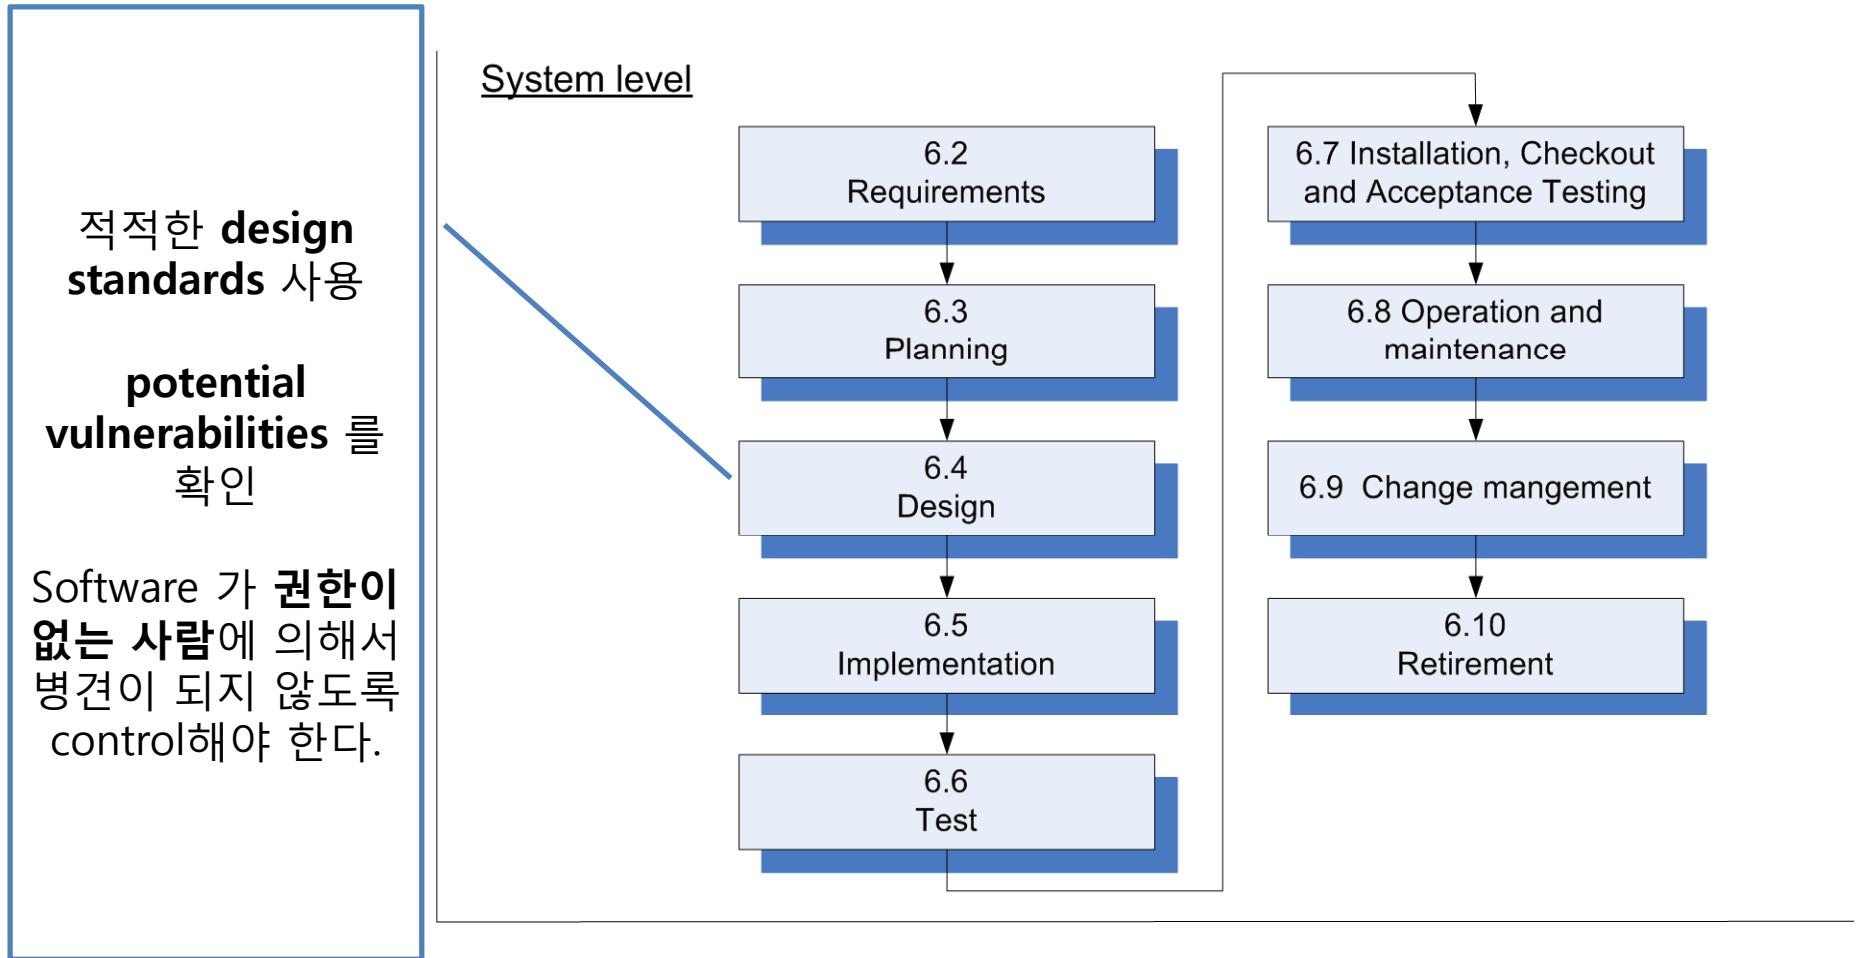 적적한 design
standards 사용
potential
vulnerabilities 를
확인
Software 가 권한이
없는 사람에 의해서
병견이 되지 않도록
control해야 한다.
System level
6.2
Requirements
6.3
Planning
6.4
Design
6.5
Implementation
6.6
Test
6.7 Installation, Checkout
and Acceptance Testing
6.8 Operation and
maintenance
6.9 Change mangement
6.10
Retirement